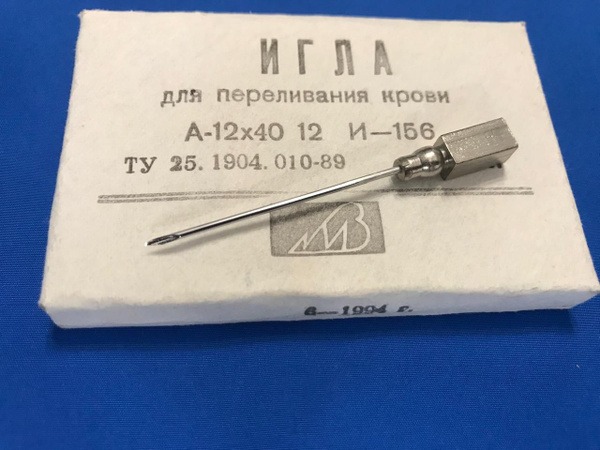 ИГЛА
для переливания крови
А-12х40 12 И-156
ТУ 25.1904.010-89
6—1994 г.